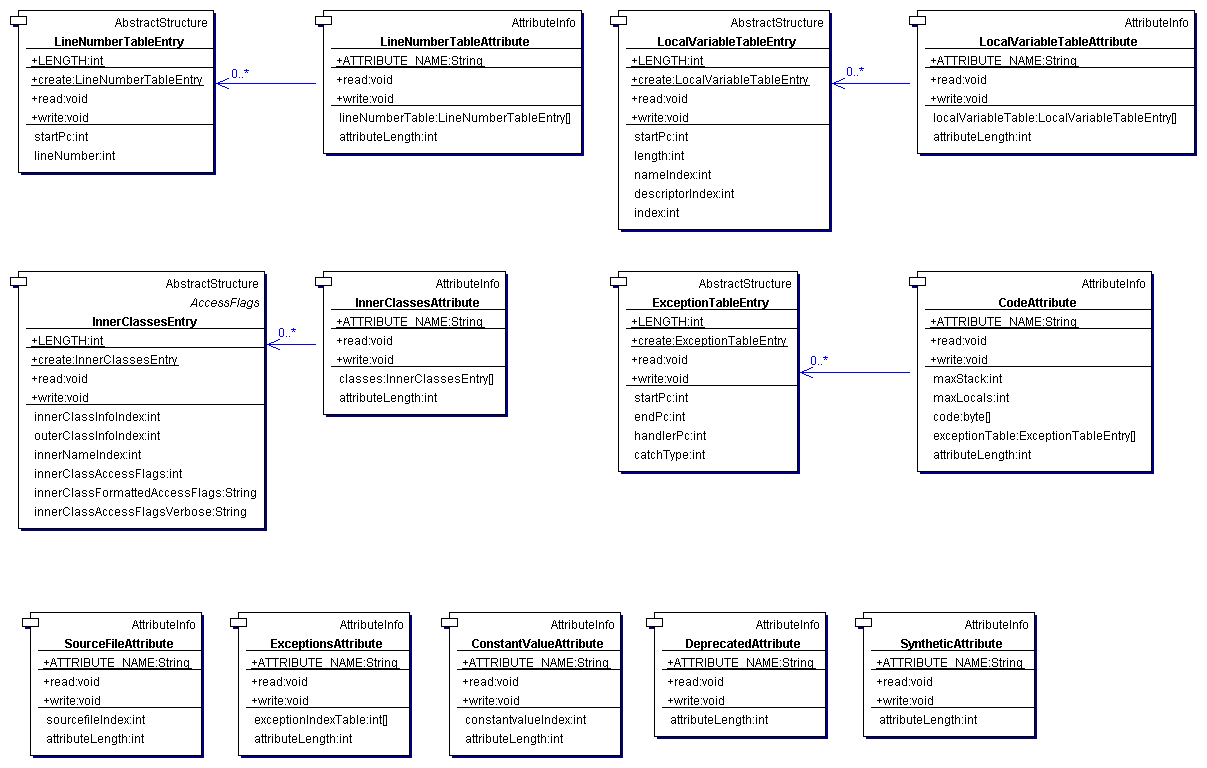 AbstractStructure
LineNumberTableEntry
+LENGTH:int
+create:LineNumberTableEntry
+read:void
+write:void
startPc:int
lineNumber:int
0..*
AttributeInfo
LineNumberTableAttribute
+ATTRIBUTE_NAME:String
+read:void
+write:void
lineNumberTable:LineNumberTableEntry[]
attributeLength:int
AbstractStructure
LocalVariableTableEntry
+LENGTH:int
+create:LocalVariableTableEntry
+read:void
+write:void
startPc:int
length:int
nameIndex:int
descriptorIndex:int
index:int
0..*
AttributeInfo
LocalVariableTableAttribute
+ATTRIBUTE_NAME:String
+read:void
+write:void
localVariableTable:LocalVariableTableEntry[]
attributeLength:int
AbstractStructure
AccessFlags
InnerClassesEntry
+LENGTH:int
+create:InnerClassesEntry
+read:void
+write:void
innerClassInfoIndex:int
outerClassInfoIndex:int
innerNameIndex:int
innerClassAccessFlags:int
innerClassFormattedAccessFlags:String
innerClassAccessFlagsVerbose:String
0..*
AttributeInfo
InnerClassesAttribute
+ATTRIBUTE_NAME:String
+read:void
+write:void
classes:InnerClassesEntry[]
attributeLength:int
AbstractStructure
ExceptionTableEntry
+LENGTH:int
+create:ExceptionTableEntry
+read:void
+write:void
startPc:int
endPc:int
handlerPc:int
catchType:int
0..*
AttributeInfo
CodeAttribute
+ATTRIBUTE_NAME:String
+read:void
+write:void
maxStack:int
maxLocals:int
code:byte[]
exceptionTable:ExceptionTableEntry[]
attributeLength:int
AttributeInfo
SourceFileAttribute
+ATTRIBUTE_NAME:String
+read:void
+write:void
sourcefileIndex:int
attributeLength:int
AttributeInfo
ExceptionsAttribute
+ATTRIBUTE_NAME:String
+read:void
+write:void
exceptionIndexTable:int[]
attributeLength:int
AttributeInfo
ConstantValueAttribute
+ATTRIBUTE_NAME:String
+read:void
+write:void
constantvalueIndex:int
attributeLength:int
AttributeInfo
DeprecatedAttribute
+ATTRIBUTE_NAME:String
+read:void
+write:void
attributeLength:int
AttributeInfo
SyntheticAttribute
+ATTRIBUTE_NAME:String
+read:void
+write:void
attributeLength:int